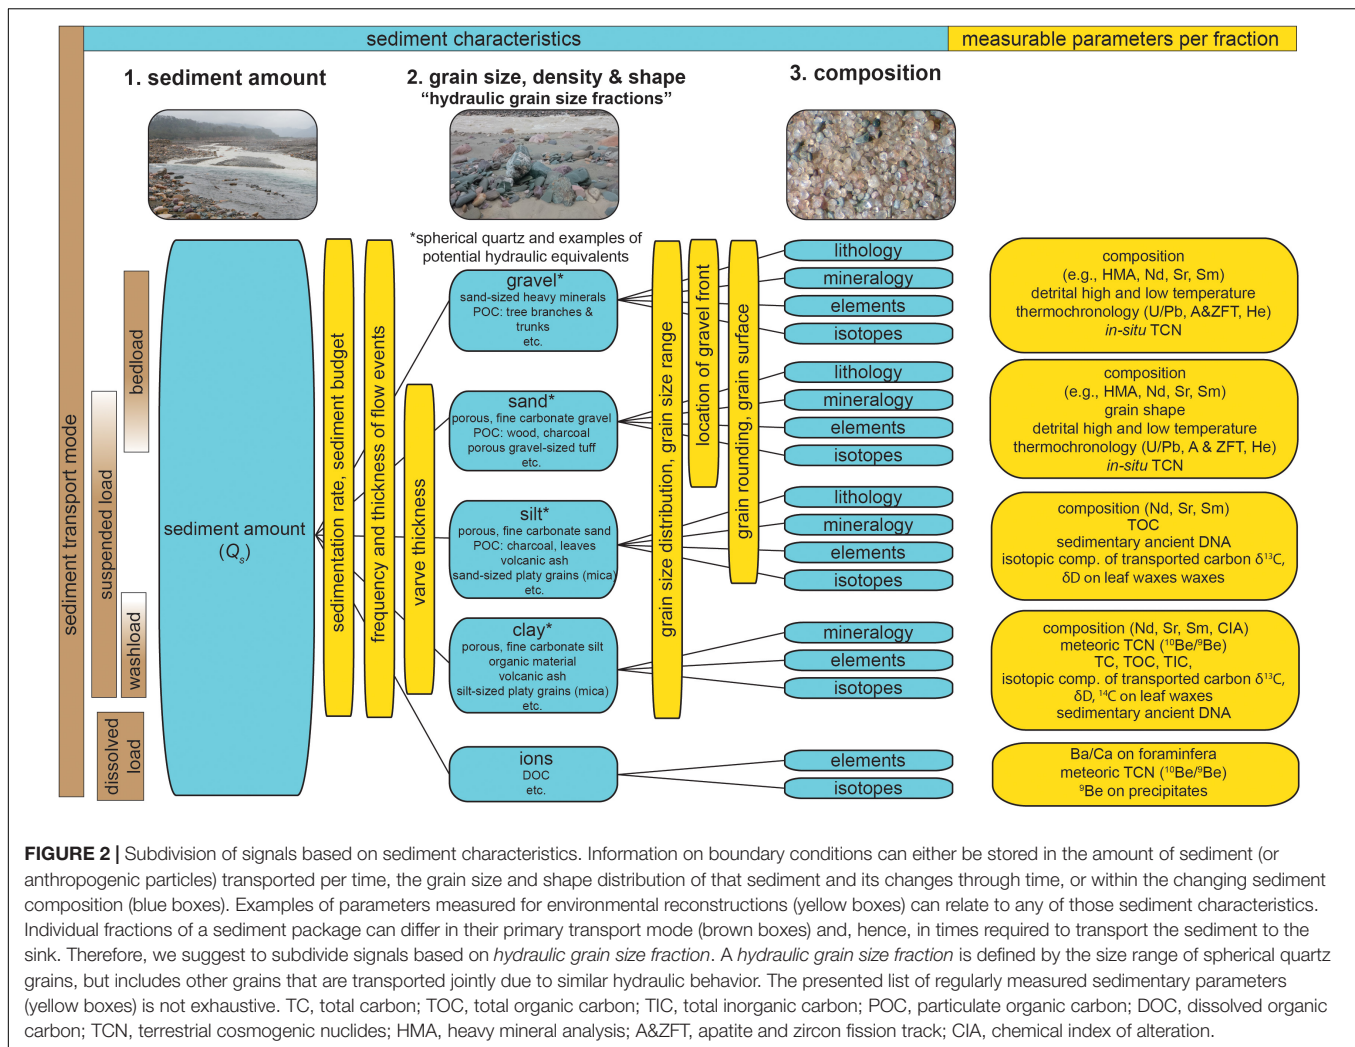 sediment characteristics
measurable parameters per fraction
1. sediment amount
2. grain size, density & shape
“hydraulic grain size fractions”
3. composition
sediment transport mode
bedload
suspended load
washload
dissolved
load
sediment amount
(Qs)
sedimentation rate, sediment budget
frequency and thickness of flow events
varve thickness
*spherical quartz and examples of
potential hydraulic equivalents
gravel*
sand-sized heavy minerals
POC: tree branches &
trunks
etc.
sand*
porous, fine carbonate gravel
POC: wood, charcoal
porous gravel-sized tuff
etc.
silt*
porous, fine carbonate sand
POC: charcoal, leaves
volcanic ash
sand-sized platy grains (mica)
etc.
clay*
porous, fine carbonate silt
organic material
volcanic ash
silt-sized platy grains (mica)
etc.
ions
DOC
etc.
grain size distribution, grain size range
location of gravel front
grain rounding, grain surface
lithology
mineralogy
elements
isotopes
lithology
mineralogy
elements
isotopes
lithology
mineralogy
elements
isotopes
mineralogy
elements
isotopes
elements
isotopes
composition
(e.g., HMA, Nd, Sr, Sm)
detrital high and low temperature
thermochronology (U/Pb, A&ZFT, He)
in-situ TCN
composition
(e.g., HMA, Nd, Sr, Sm)
grain shape
detrital high and low temperature
thermochronology (U/Pb, A & ZFT, He)
in-situ TCN
composition (Nd, Sr, Sm)
TOC
sedimentary ancient DNA
isotopic comp. of transported carbon δ¹³C,
δD on leaf waxes waxes
composition (Nd, Sr, Sm, CIA)
meteoric TCN (¹⁰Be/⁹Be)
TC, TOC, TIC,
isotopic comp. of transported carbon δ¹³C,
δD, ¹⁴C on leaf waxes
sedimentary ancient DNA
Ba/Ca on foraminfera
meteoric TCN (¹⁰Be/⁹Be)
⁹Be on precipitates
FIGURE 2 | Subdivision of signals based on sediment characteristics. Information on boundary conditions can either be stored in the amount of sediment (or
anthropogenic particles) transported per time, the grain size and shape distribution of that sediment and its changes through time, or within the changing sediment
composition (blue boxes). Examples of parameters measured for environmental reconstructions (yellow boxes) can relate to any of those sediment characteristics.
Individual fractions of a sediment package can differ in their primary transport mode (brown boxes) and, hence, in times required to transport the sediment to the
sink. Therefore, we suggest to subdivide signals based on hydraulic grain size fraction. A hydraulic grain size fraction is defined by the size range of spherical quartz
grains, but includes other grains that are transported jointly due to similar hydraulic behavior. The presented list of regularly measured sedimentary parameters
(yellow boxes) is not exhaustive. TC, total carbon; TOC, total organic carbon; TIC, total inorganic carbon; POC, particulate organic carbon; DOC, dissolved organic
carbon; TCN, terrestrial cosmogenic nuclides; HMA, heavy mineral analysis; A&ZFT, apatite and zircon fission track; CIA, chemical index of alteration.